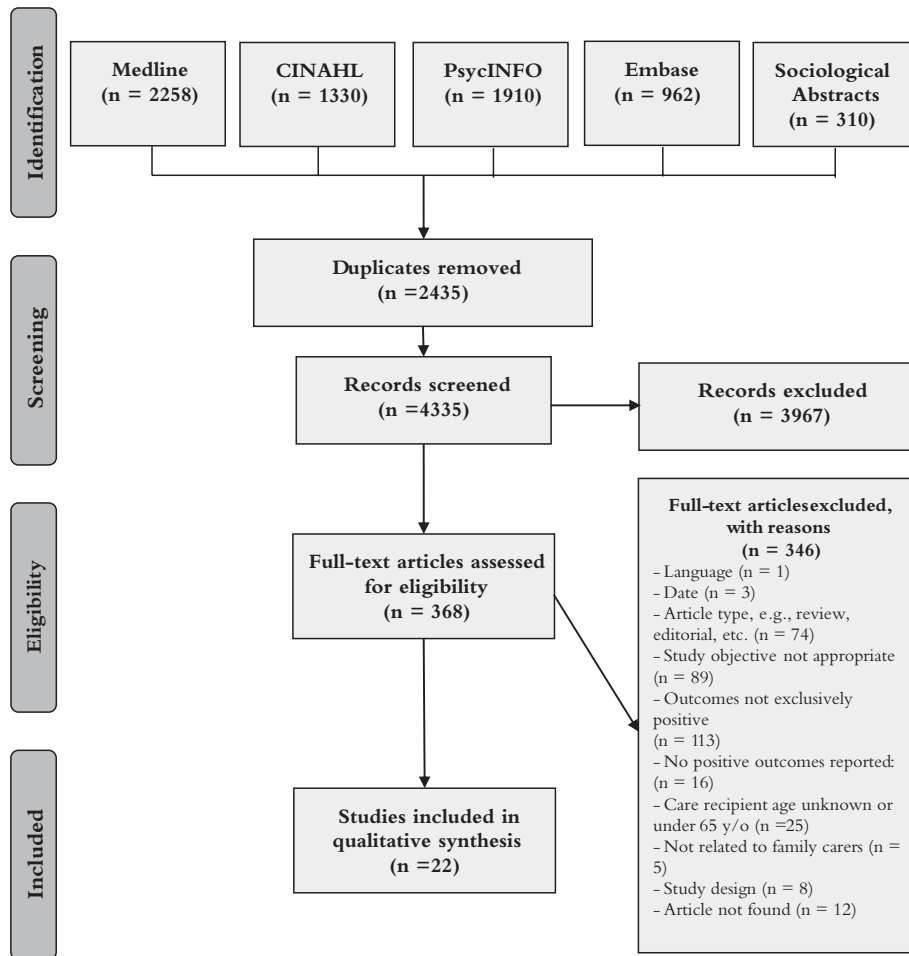 Identification
Medline
(n = 2258)
CINAHL
(n = 1330)
PsycINFO
(n = 1910)
Embase
(n = 962)
Sociological
Abstracts
(n = 310)
Screening
Duplicates removed
(n =2435)
Records screened
(n =4335)
Records excluded
(n = 3967)
Eligibility
Full-text articles assessed
for eligibility
(n = 368)
Full-text articlesexcluded,
with reasons
(n = 346)
- Language (n = 1)
- Date (n = 3)
- Article type, e.g., review,
editorial, etc. (n = 74)
- Study objective not appropriate
(n = 89)
- Outcomes not exclusively
positive
(n = 113)
- No positive outcomes reported:
(n = 16)
- Care recipient age unknown or
under 65 y/o (n =25)
- Not related to family carers (n =
5)
- Study design (n = 8)
- Article not found (n = 12)
Included
Studies included in
qualitative synthesis
(n =22)